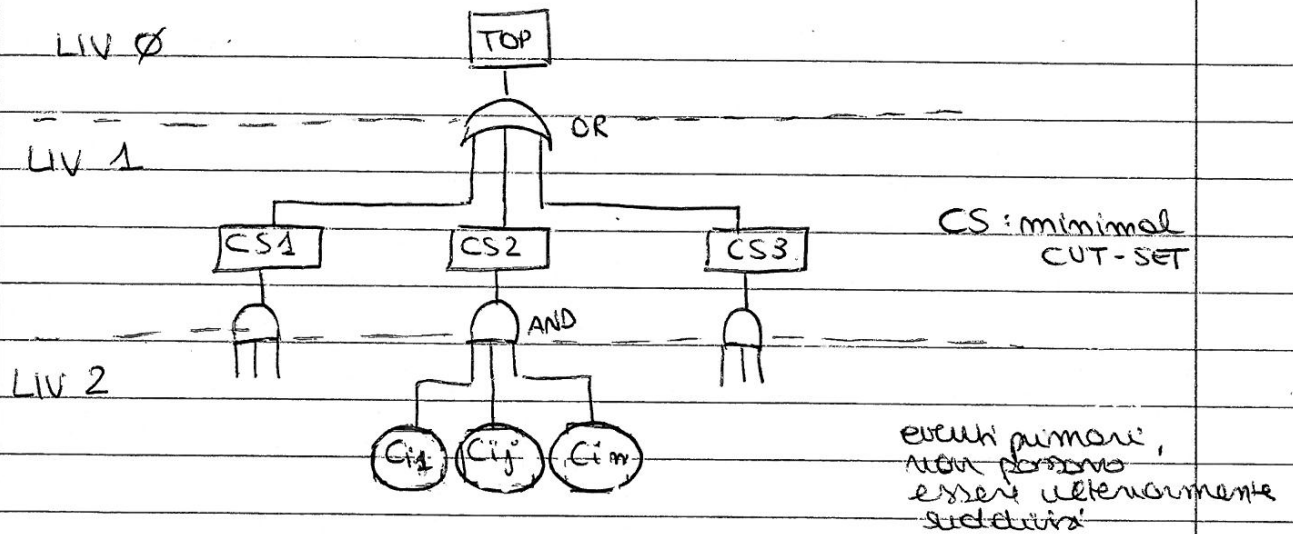 LIV Ø
TOP
OR
LIV 1
CS1
CS2
CS3
CS : minimal
CUT-SET
AND
LIV 2
Ci1
Cij
Cim
eventi primari,
non possono
essere ulteriormente
suddivisi